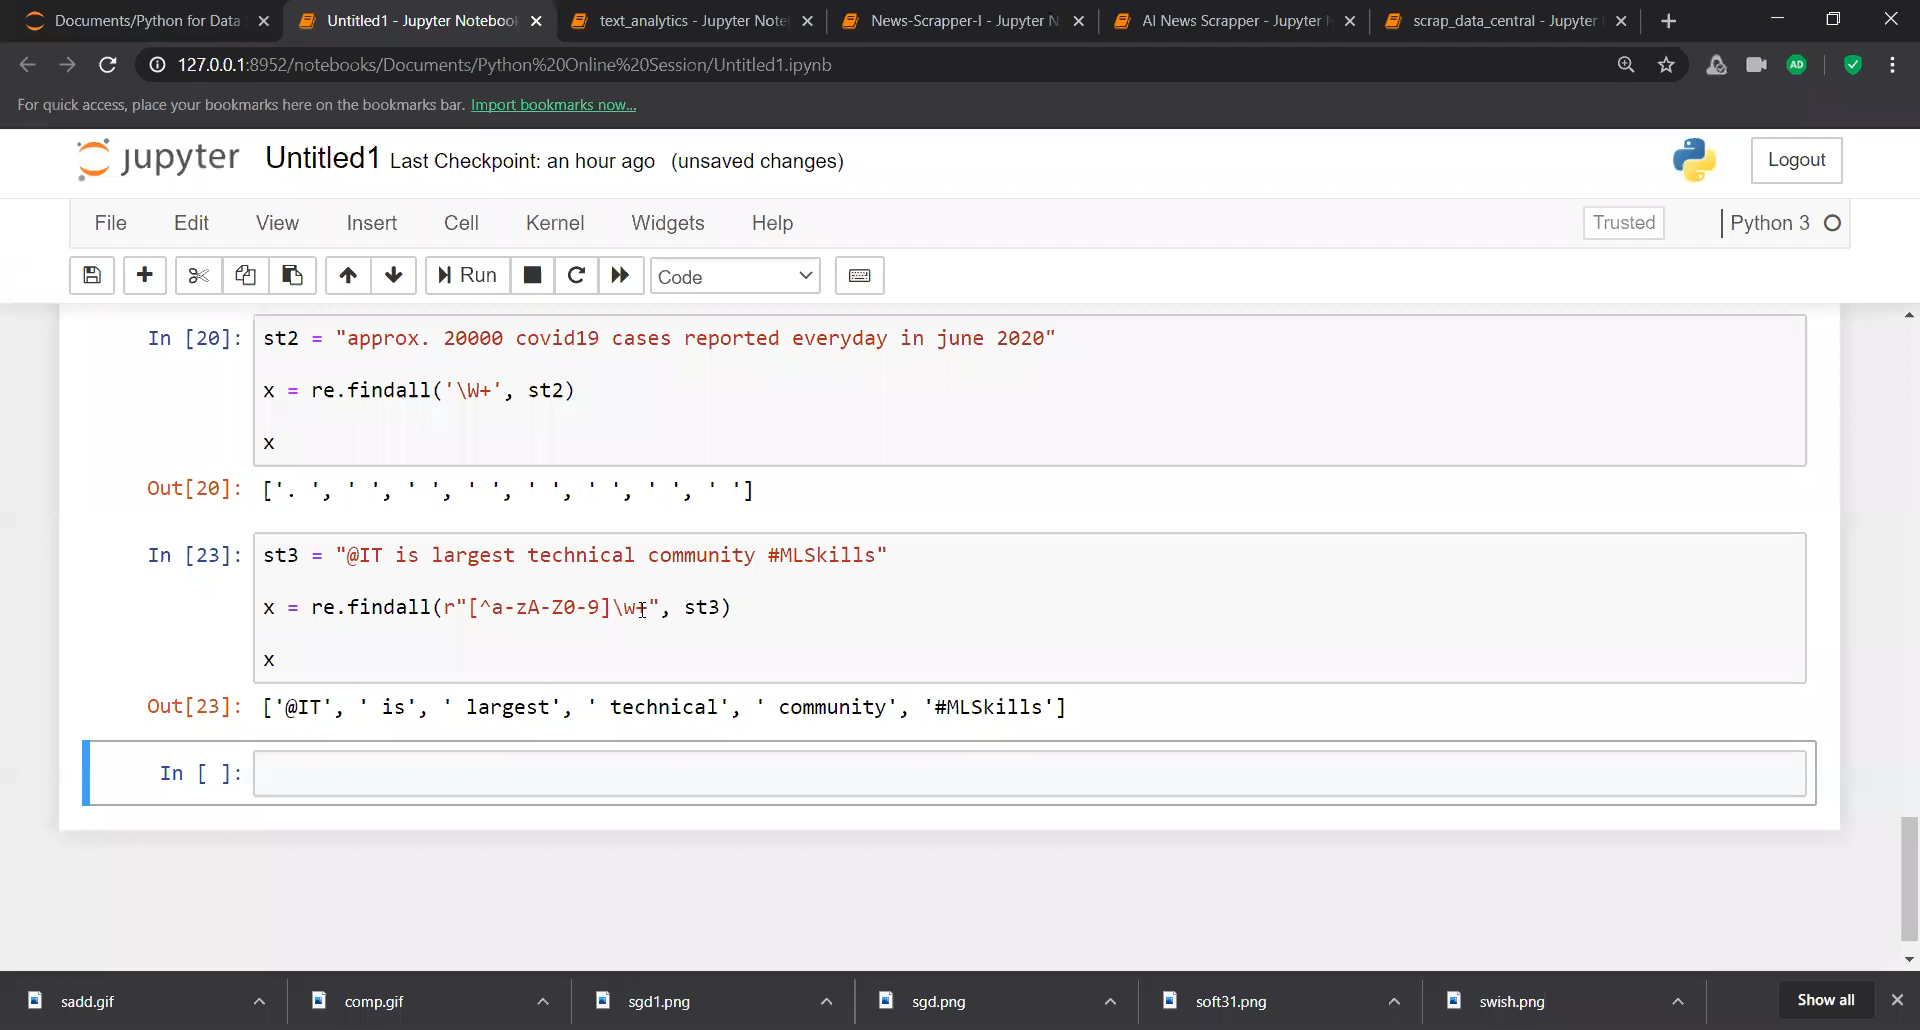 Documents/Python for Data
Untitled1 - Jupyter Noteboo
text_analytics - Jupyter Note
News-Scrapper-I - Jupyter N
AI News Scrapper - Jupyter
scrap_data_central - Jupyter
127.0.0.1:8952/notebooks/Documents/Python%20Online%20Session/Untitled1.ipynb
AD
For quick access, place your bookmarks here on the bookmarks bar. Import bookmarks now...
jupyter Untitled1 Last Checkpoint: an hour ago (unsaved changes)
Logout
File Edit View Insert Cell Kernel Widgets Help
Trusted
Python 3
Run
Code
In [20]: st2 = "approx. 20000 covid19 cases reported everyday in june 2020"
x = re.findall('\W+', st2)
x
Out[20]: ['. ', ' ', ' ', ' ', ' ', ' ', ' ', ' ']
In [23]: st3 = "@IT is largest technical community #MLSkills"
x = re.findall(r"[^a-zA-Z0-9]\w+", st3)
x
Out[23]: ['@IT', ' is', ' largest', ' technical', ' community', '#MLSkills']
In [ ]:
sadd.gif
comp.gif
sgd1.png
sgd.png
soft31.png
swish.png
Show all